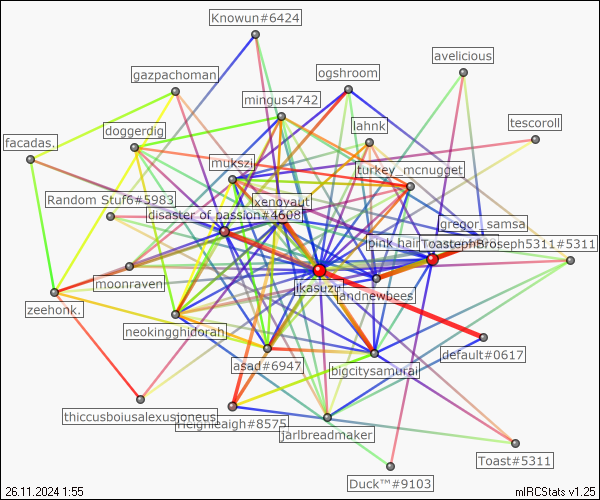 Knowun#6424
avelicious
gazpachoman
ogshroom
mingus4742
tescoroll
lahnk
doggerdig
facadas.
mukszi
turkey_mcnugget
Random Stuf6#5983
xenovaut
disaster of passion#4608
gregor_samsa
pink hair
ToastephBroseph5311#5311
moonraven
ikasuzi
andnewbees
zeehonk.
neokingghidorah
default#0617
asad#6947
bigcitysamurai
thiccusboiusalexusjoneus
Heighleaigh#8575
jarlbreadmaker
Toast#5311
Duck™#9103
26.11.2024 1:55
mIRCStats v1.25